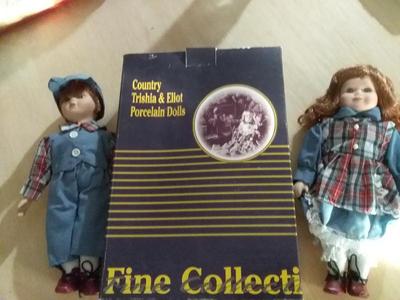 Country
Trishia & Eliot
Porcelain Dolls
Fine Collecti